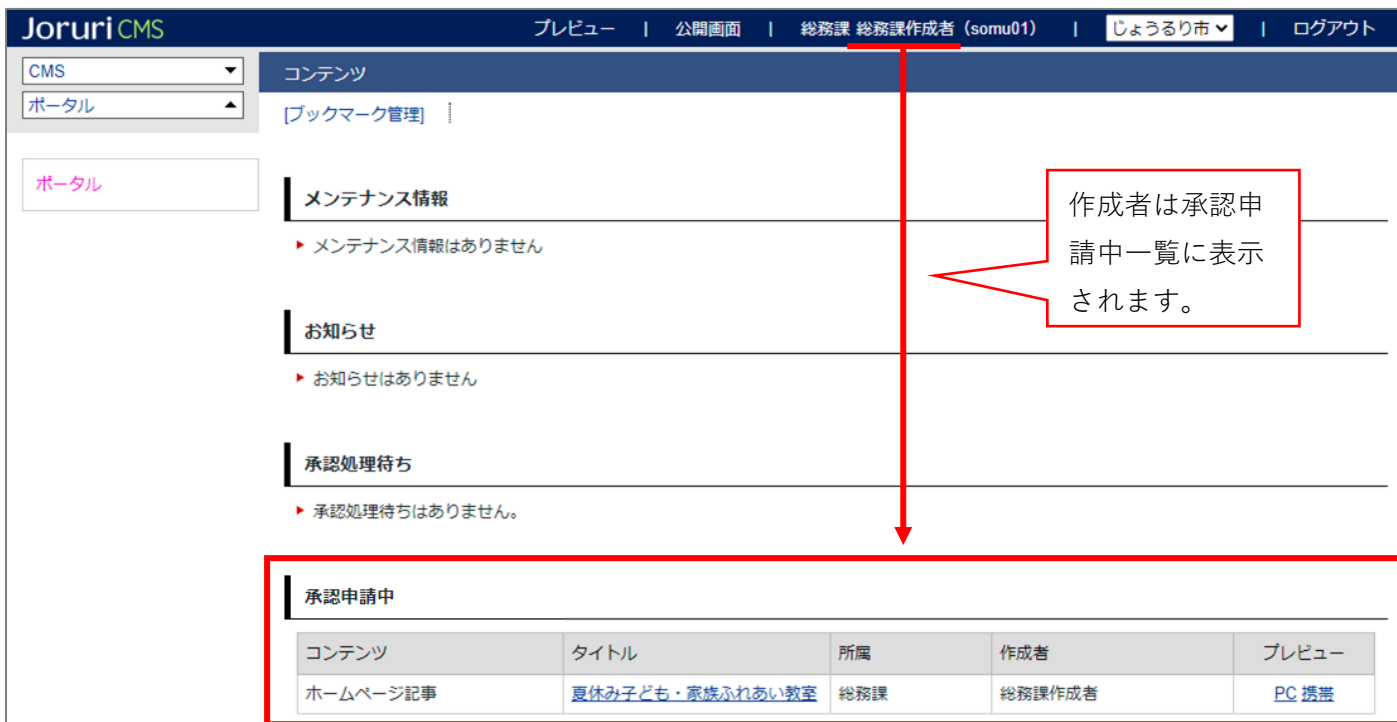 Joruri CMS プレビュー | 公開画面 | 総務課 総務課作成者（somu01） | じょうるり市 | ログアウト
CMS
ポータル
ポータル
コンテンツ
[ブックマーク管理]
メンテナンス情報
メンテナンス情報はありません
作成者は承認申
請中一覧に表示
されます。
お知らせ
お知らせはありません
承認処理待ち
承認処理待ちはありません。
承認申請中
コンテンツ タイトル 所属 作成者 プレビュー
ホームページ記事 夏休み子ども・家族ふれあい教室 総務課 総務課作成者 PC 携帯